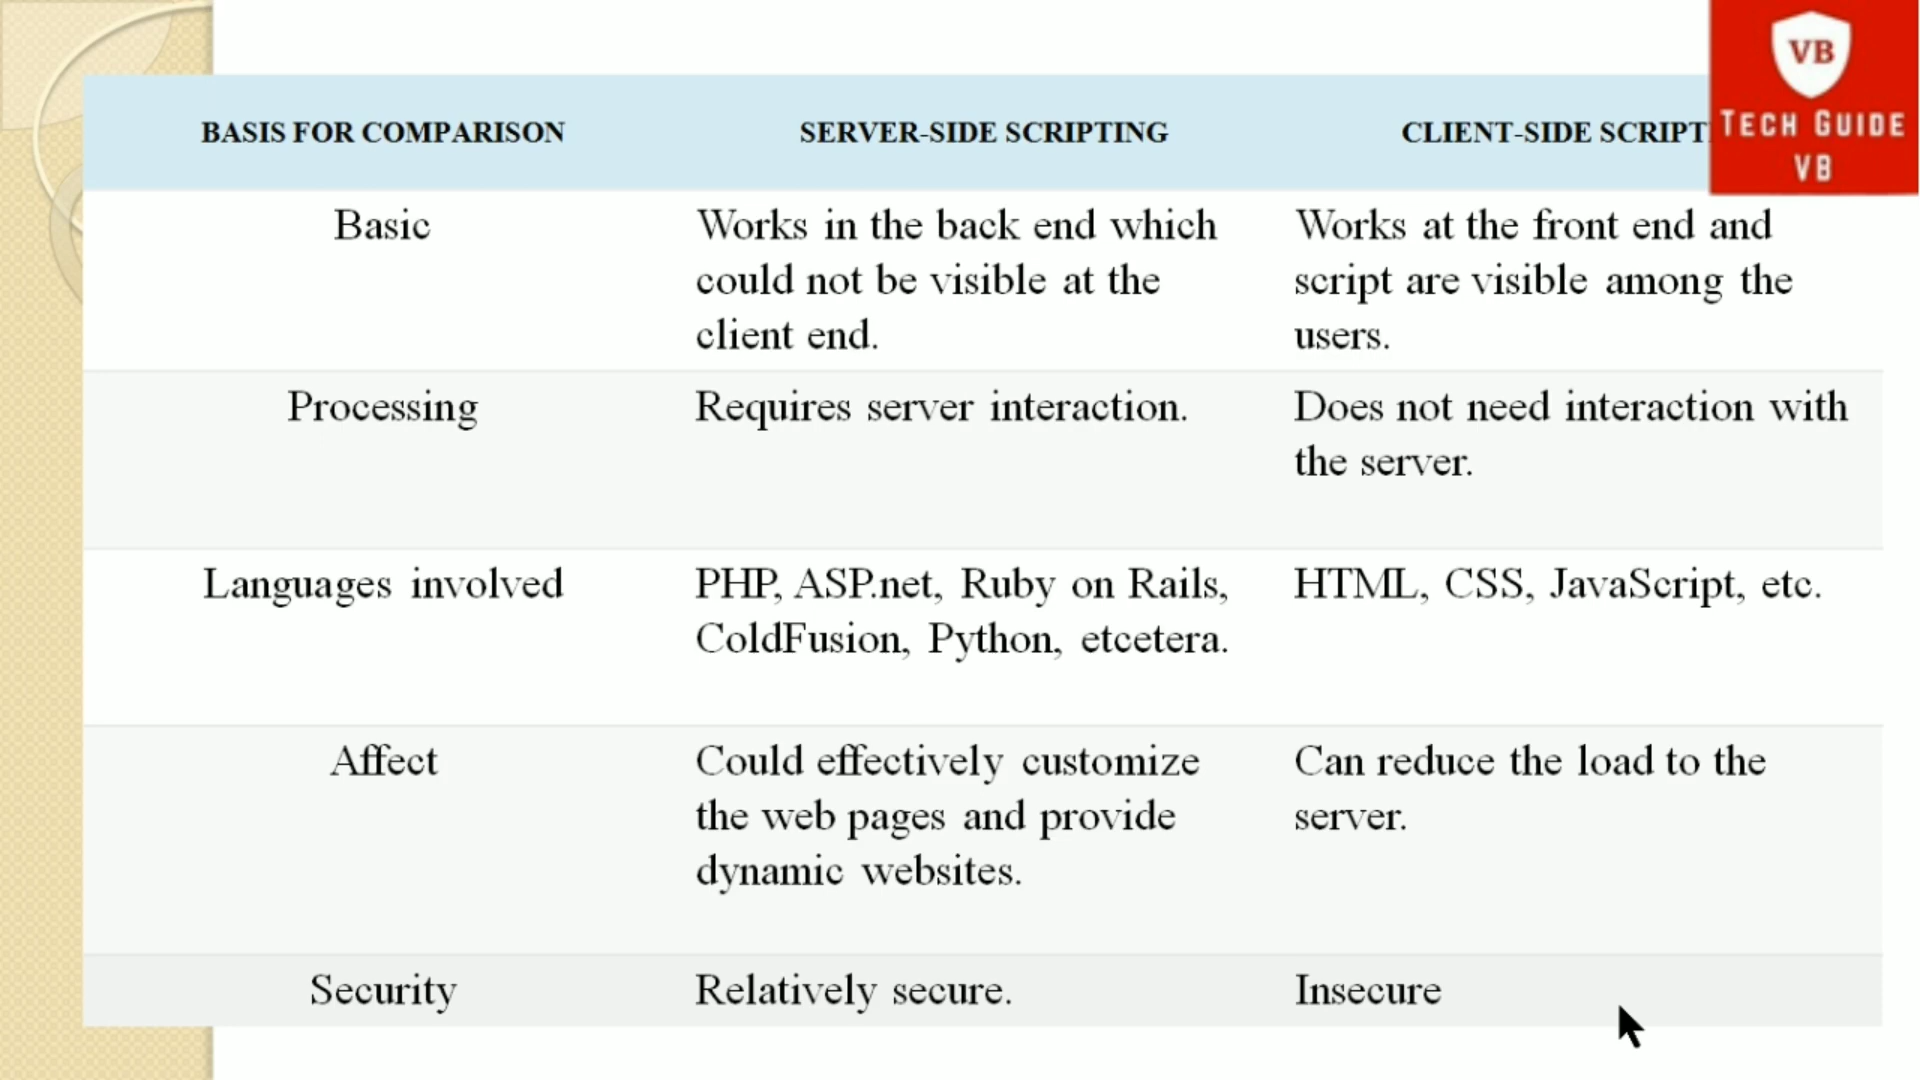 BASIS FOR COMPARISON SERVER-SIDE SCRIPTING CLIENT-SIDE SCRIPT
VB
TECH GUIDE
VB
Basic
Works in the back end which
could not be visible at the
client end.
Works at the front end and
script are visible among the
users.
Processing
Requires server interaction.
Does not need interaction with
the server.
Languages involved
PHP, ASP.net, Ruby on Rails,
ColdFusion, Python, etcetera.
HTML, CSS, JavaScript, etc.
Affect
Could effectively customize
the web pages and provide
dynamic websites.
Can reduce the load to the
server.
Security
Relatively secure.
Insecure